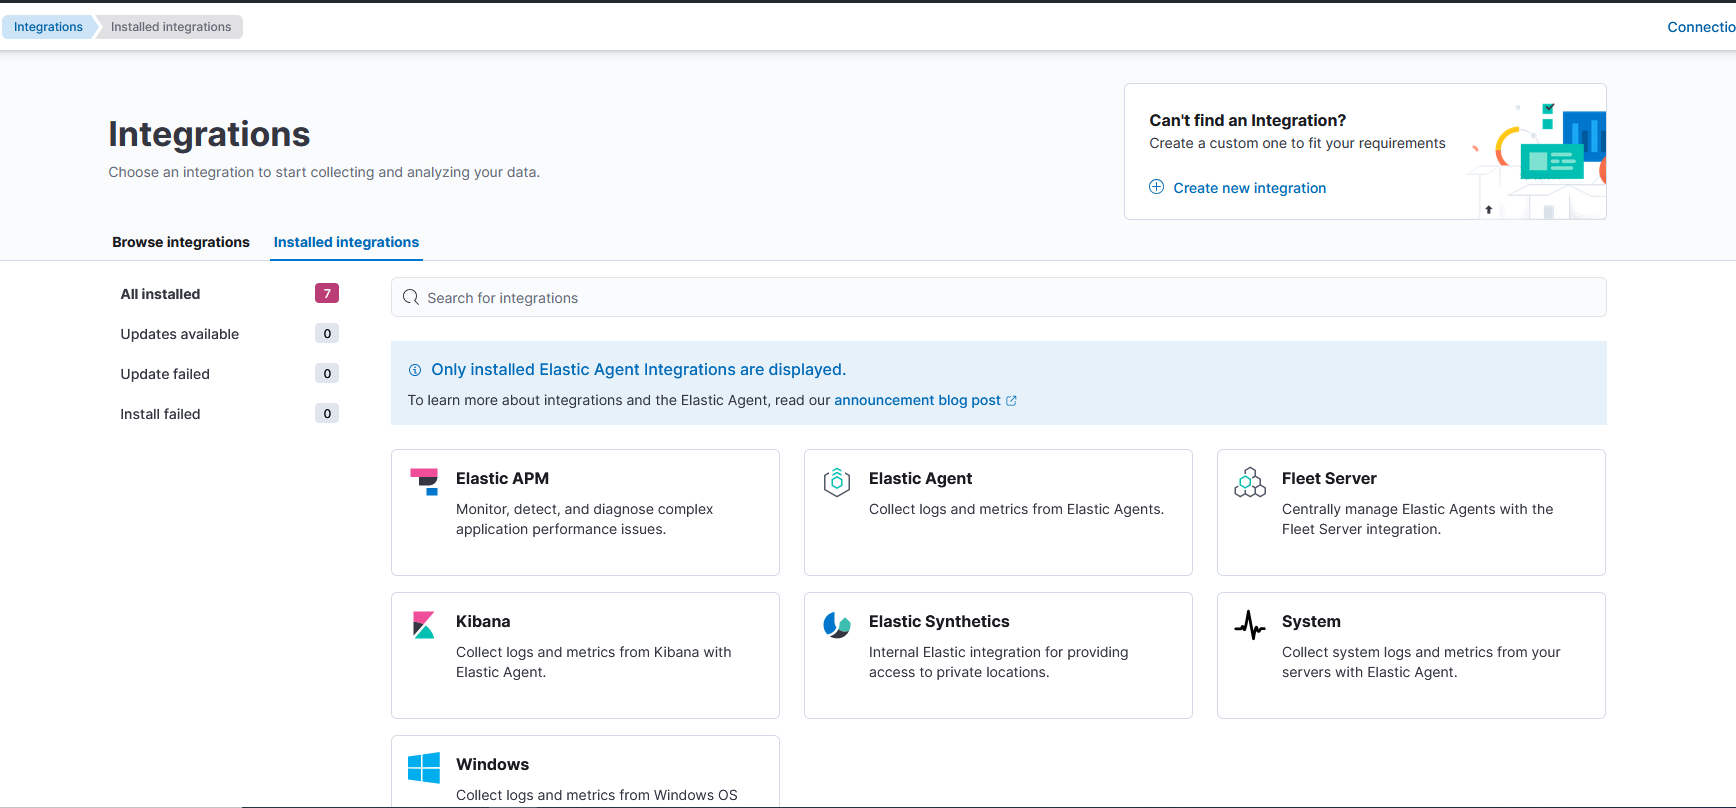 Integrations
Installed integrations
Connectio
Integrations
Choose an integration to start collecting and analyzing your data.
Can't find an Integration?
Create a custom one to fit your requirements
Create new integration
Browse integrations
Installed integrations
All installed
7
Updates available
0
Update failed
0
Install failed
0
Search for integrations
Only installed Elastic Agent Integrations are displayed.
To learn more about integrations and the Elastic Agent, read our announcement blog post
Elastic APM
Monitor, detect, and diagnose complex
application performance issues.
Elastic Agent
Collect logs and metrics from Elastic Agents.
Fleet Server
Centrally manage Elastic Agents with the
Fleet Server integration.
Kibana
Collect logs and metrics from Kibana with
Elastic Agent.
Elastic Synthetics
Internal Elastic integration for providing
access to private locations.
System
Collect system logs and metrics from your
servers with Elastic Agent.
Windows
Collect logs and metrics from Windows OS